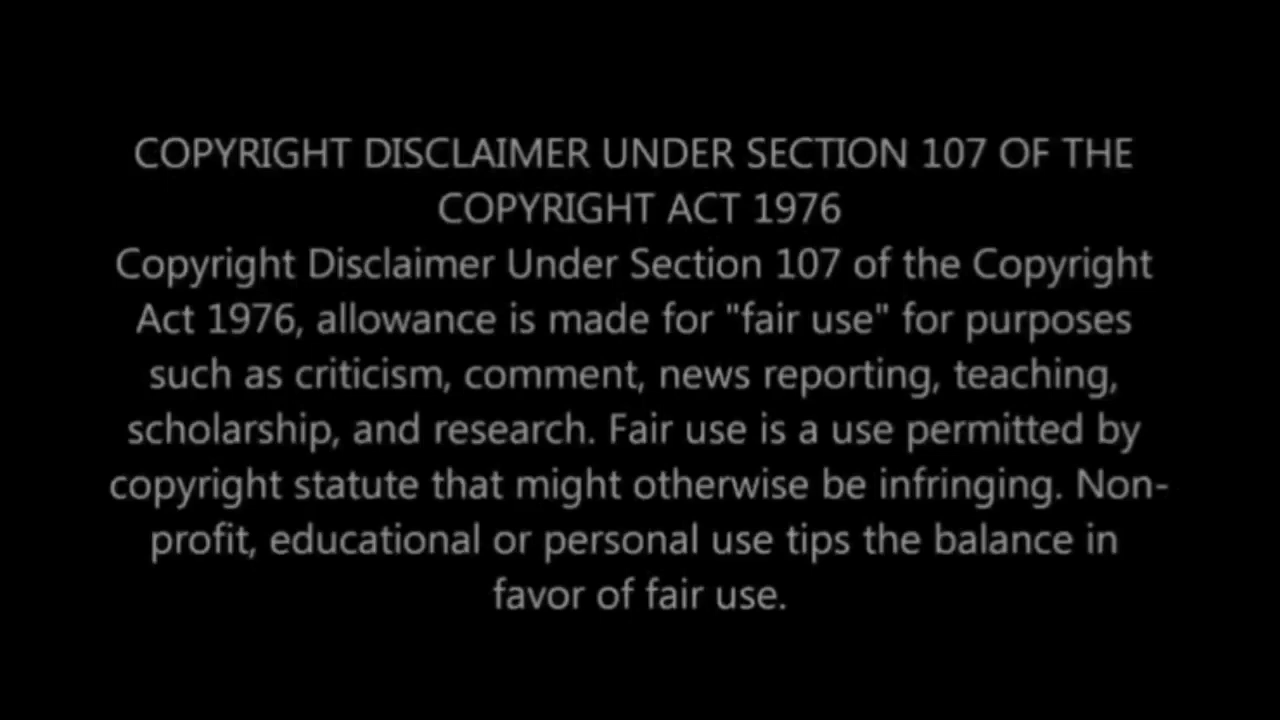 COPYRIGHT DISCLAIMER UNDER SECTION 107 OF THE
COPYRIGHT ACT 1976
Copyright Disclaimer Under Section 107 of the Copyright
Act 1976, allowance is made for "fair use" for purposes
such as criticism, comment, news reporting, teaching,
scholarship, and research. Fair use is a use permitted by
copyright statute that might otherwise be infringing. Non-
profit, educational or personal use tips the balance in
favor of fair use.